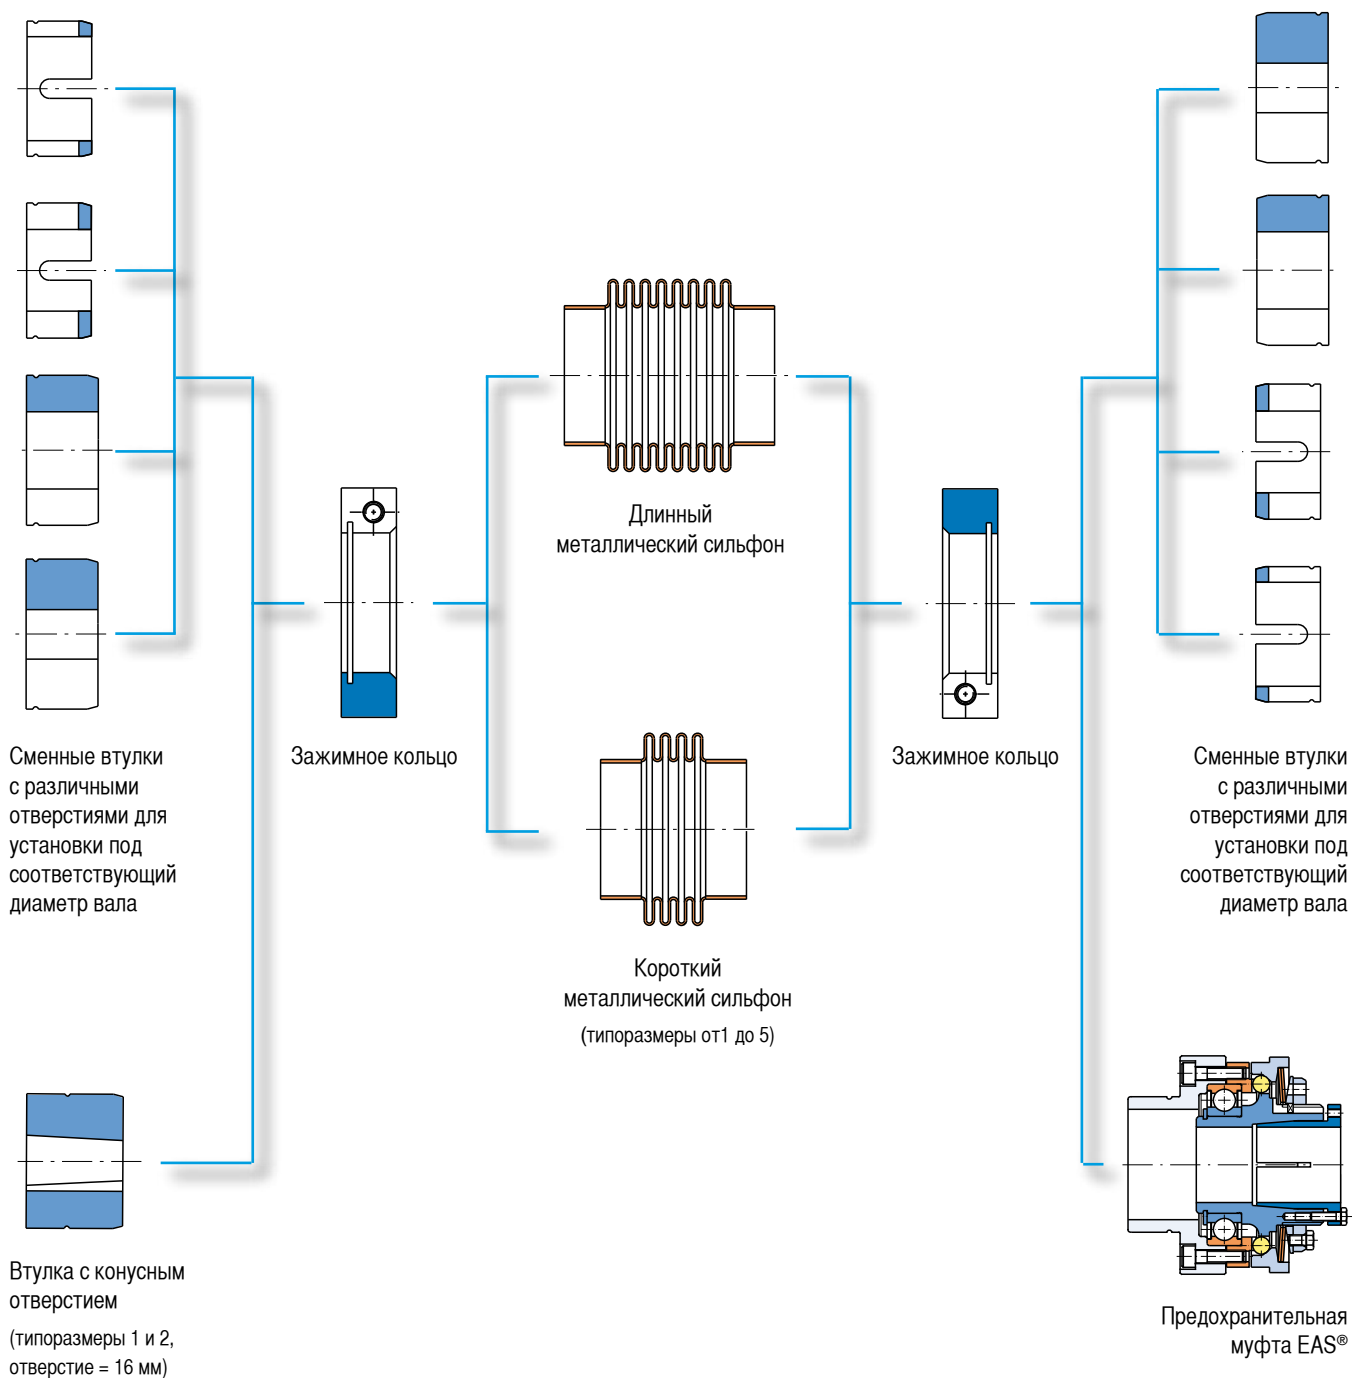 Длинный
металлический сильфон
Сменные втулки
с различными
отверстиями для
установки под
соответствующий
диаметр вала
Зажимное кольцо
Зажимное кольцо
Сменные втулки
с различными
отверстиями для
установки под
соответствующий
диаметр вала
Короткий
металлический сильфон
(типоразмеры от1 до 5)
Втулка с конусным
отверстием
(типоразмеры 1 и 2,
отверстие = 16 мм)
Предохранительная
муфта EAS®